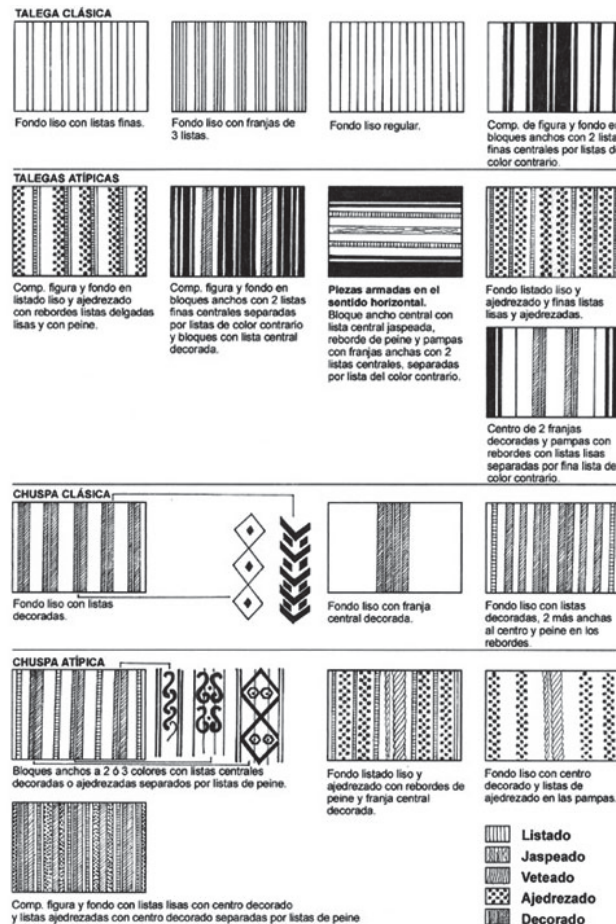 TALEGA CLÁSICA
Fondo liso con listas finas.
Fondo liso con franjas de
3 listas.
Fondo liso regular.
Comp. de figura y fondo en
bloques anchos con 2 listas
finas centrales por listas de
color contrario.
TALEGAS ATÍPICAS
Comp. figura y fondo en
listado liso y ajedrezado
con rebordes listas delgadas
lisas y con peine.
Comp. figura y fondo en
bloques anchos con 2 listas
finas centrales separadas
por listas de color contrario
y bloques con lista central
decorada.
Piezas armadas en el
sentido horizontal.
Bloque ancho central con
lista central jaspeada,
reborde de peine y pampas
con franjas anchas con 2
listas centrales, separadas
por lista del color contrario.
Fondo listado liso y
ajedrezado y finas listas
lisas y ajedrezadas.
Centro de 2 franjas
decoradas y pampas con
rebordes con listas lisas
separadas por fina lista de
color contrario.
CHUSPA CLÁSICA
Fondo liso con listas
decoradas.
Fondo liso con franja
central decorada.
Fondo liso con listas
decoradas, 2 más anchas
al centro y peine en los
rebordes.
CHUSPA ATÍPICA
Bloques anchos a 2 ó 3 colores con listas centrales
decoradas o ajedrezadas separados por listas de peine.
Fondo listado liso y
ajedrezado con rebordes de
peine y franja central
decorada.
Fondo liso con centro
decorado y listas de
ajedrezado en las pampas.
Comp. figura y fondo con listas lisas con centro decorado
y listas ajedrezadas con centro decorado separadas por listas de peine
Listado
Jaspeado
Veteado
Ajedrezado
Decorado